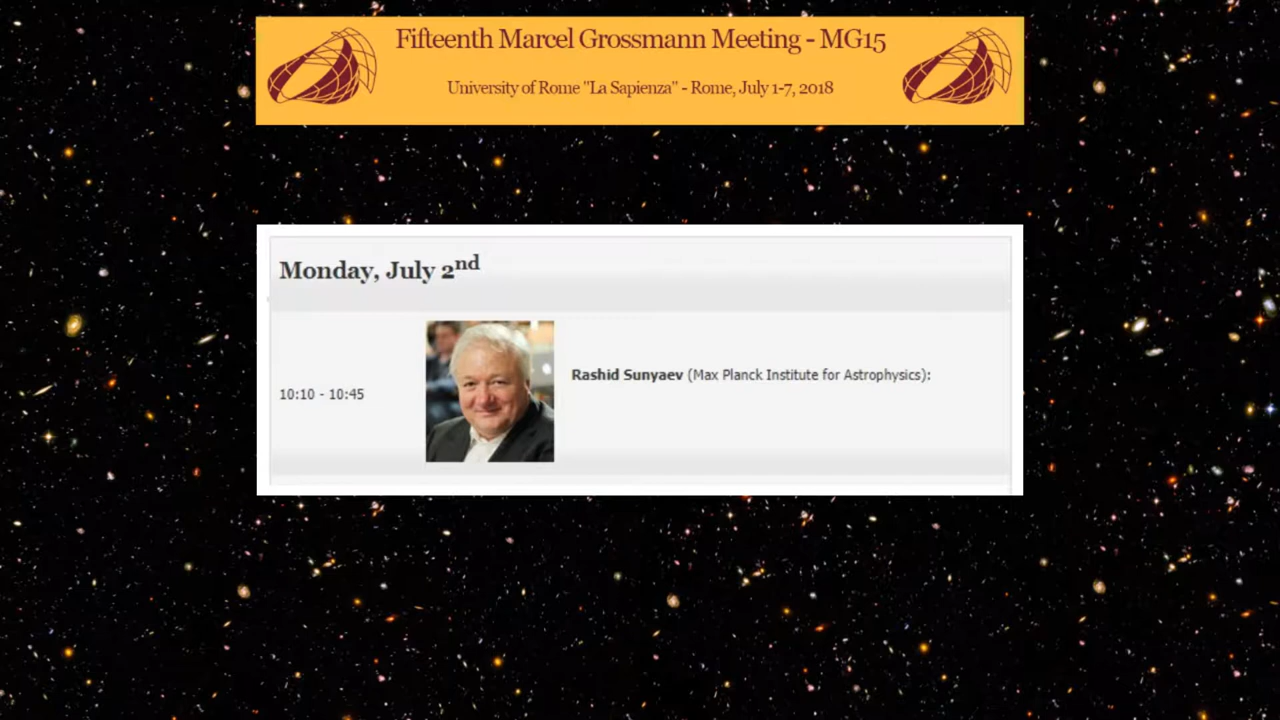 Fifteenth Marcel Grossmann Meeting - MG15
University of Rome "La Sapienza" - Rome, July 1-7, 2018
Monday, July 2nd
10:10 - 10:45
Rashid Sunyaev (Max Planck Institute for Astrophysics):